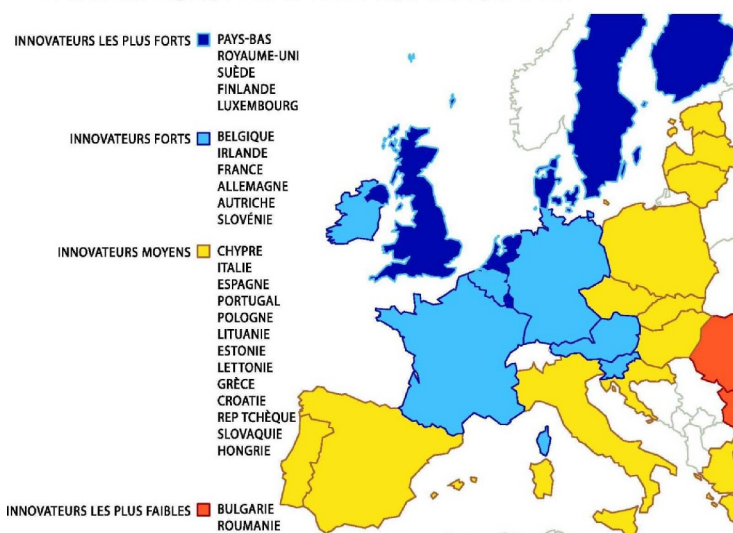 INNOVATEURS LES PLUS FORTS PAYS-BAS
ROYAUME-UNI
SUÈDE
FINLANDE
LUXEMBOURG
INNOVATEURS FORTS BELGIQUE
IRLANDE
FRANCE
ALLEMAGNE
AUTRICHE
SLOVÉNIE
INNOVATEURS MOYENS CHYPRE
ITALIE
ESPAGNE
PORTUGAL
POLOGNE
LITUANIE
ESTONIE
LETTONIE
GRÈCE
CROATIE
REP TCHÈQUE
SLOVAQUIE
HONGRIE
INNOVATEURS LES PLUS FAIBLES BULGARIE
ROUMANIE